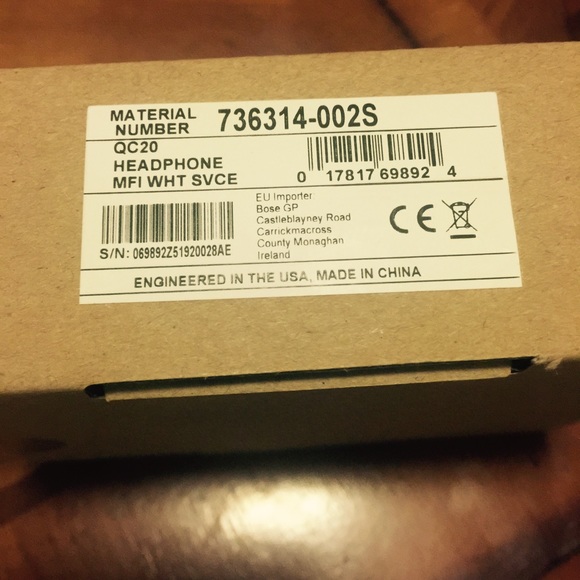 MATERIAL NUMBER 736314-002S
QC20
HEADPHONE
MFI WHT SVCE
0 17817 69892 4
S/N: 069892Z51920028AE
EU Importer:
Bose GP
Castleblayney Road
Carrickmacross
County Monaghan
Ireland
CE
ENGINEERED IN THE USA, MADE IN CHINA